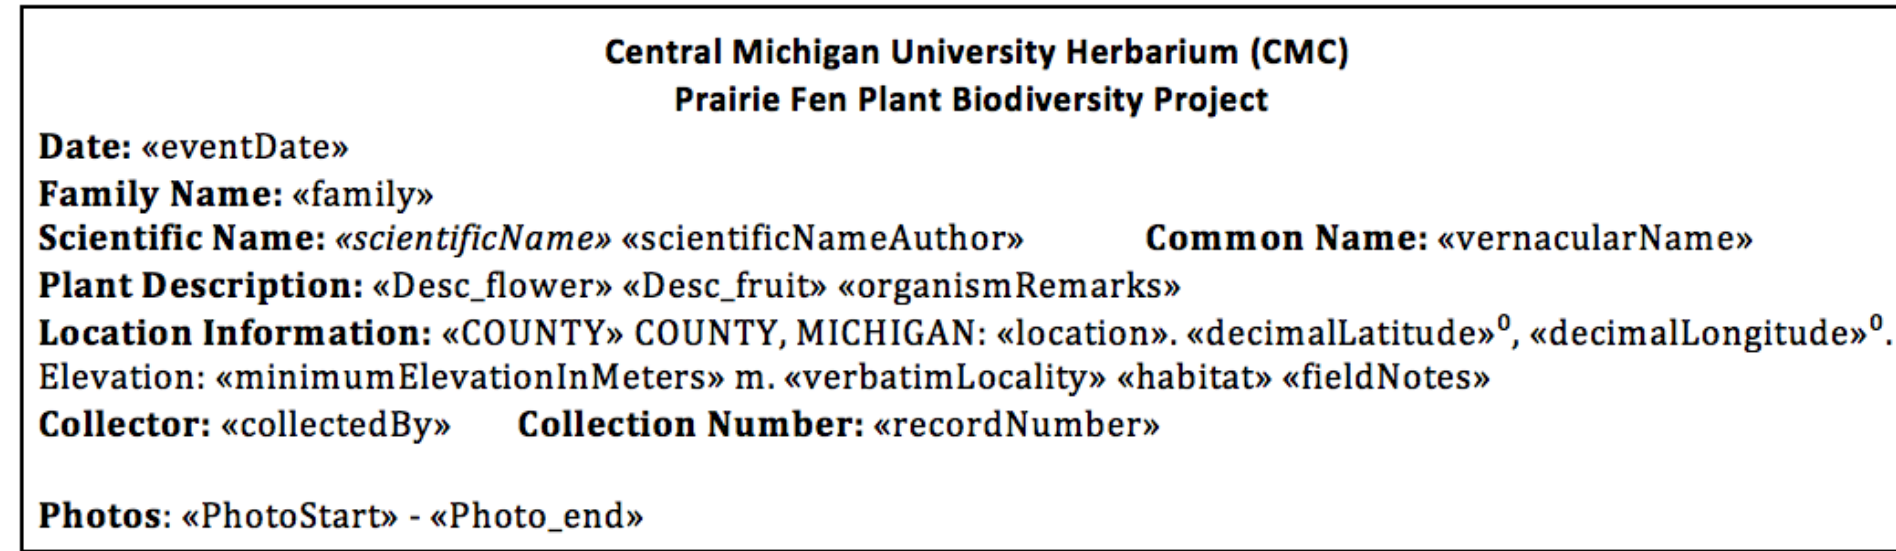 Central Michigan University Herbarium (CMC)
Prairie Fen Plant Biodiversity Project
Date: «eventDate»
Family Name: «family»
Scientific Name: «scientificName» «scientificNameAuthor» Common Name: «vernacularName»
Plant Description: «Desc_flower» «Desc_fruit» «organismRemarks»
Location Information: «COUNTY» COUNTY, MICHIGAN: «location». «decimalLatitude»⁰, «decimalLongitude»⁰.
Elevation: «minimumElevationInMeters» m. «verbatimLocality» «habitat» «fieldNotes»
Collector: «collectedBy» Collection Number: «recordNumber»
Photos: «PhotoStart» - «Photo_end»